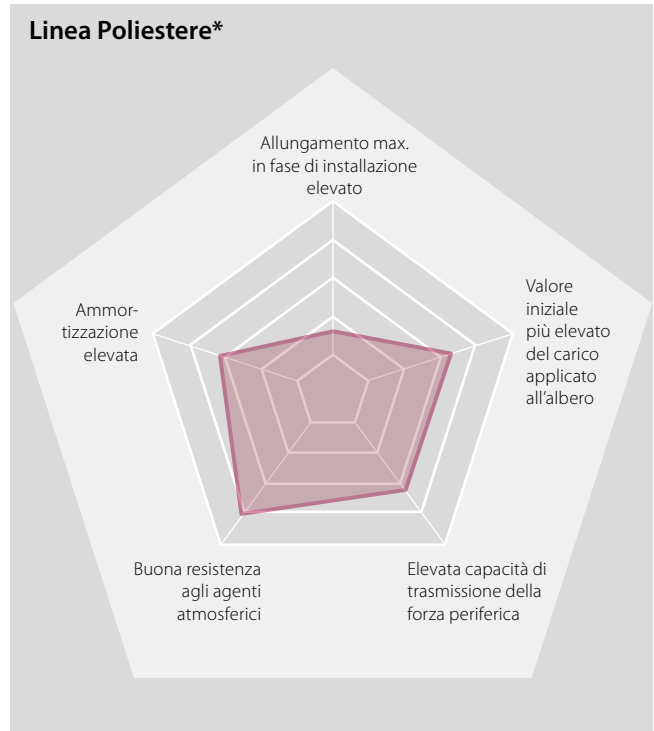 Linea Poliestere*
Allungamento max.
in fase di installazione
elevato
Valore
iniziale
più elevato
del carico
applicato
all'albero
Elevata capacità di
trasmissione della
forza periferica
Buona resistenza
agli agenti
atmosferici
Ammor-
tizzazione
elevata